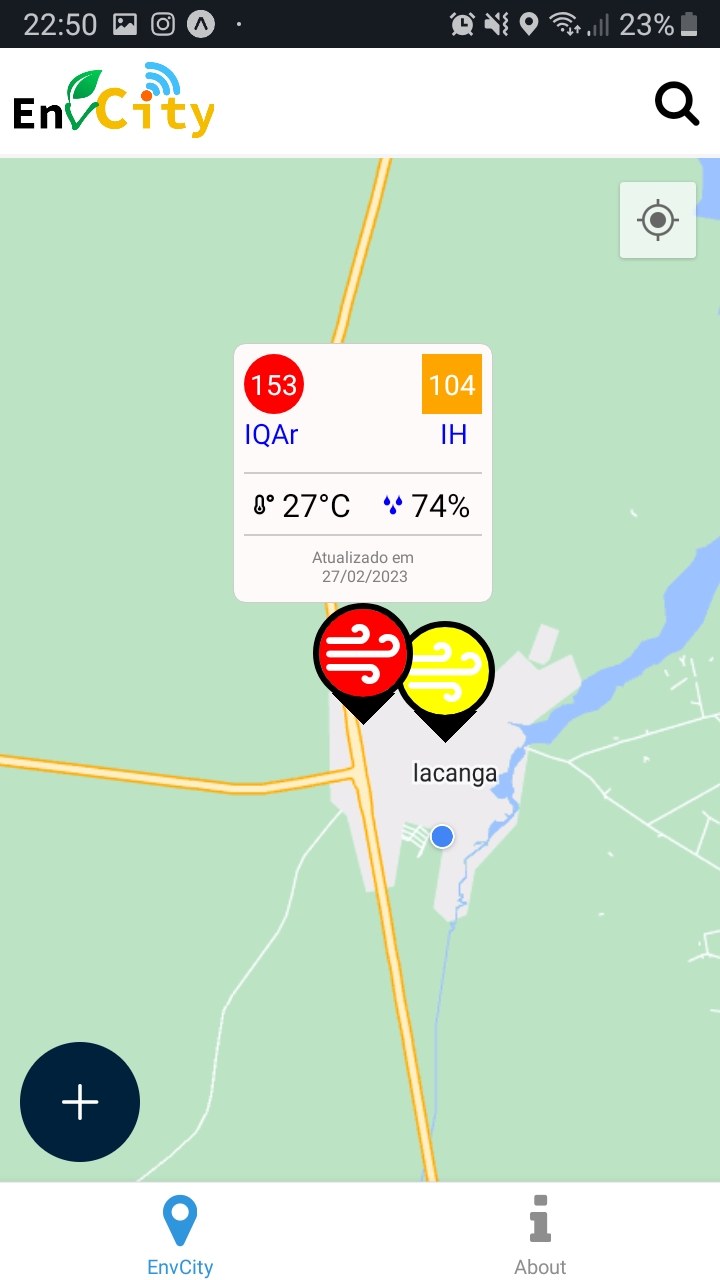 22:50
23%
EnvCity
153
104
IQAr
IH
27°C
74%
Atualizado em
27/02/2023
Iacanga
EnvCity
About